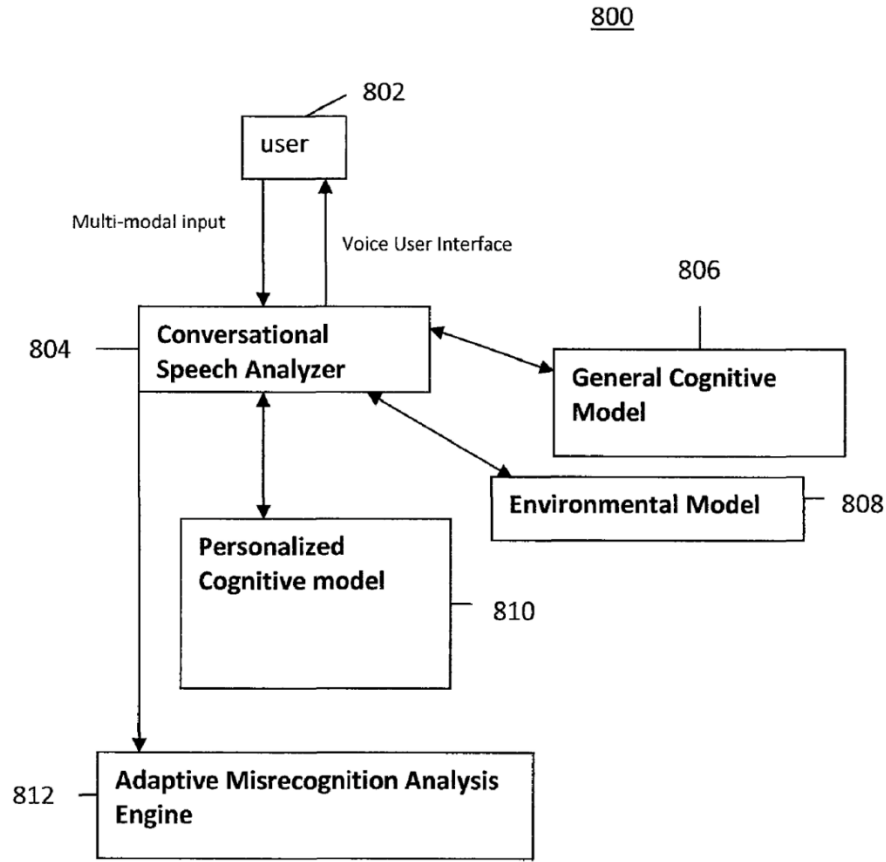 800
802
user
Multi-modal input
Voice User Interface
806
804
Conversational
Speech Analyzer
General Cognitive
Model
Environmental Model
808
Personalized
Cognitive model
810
812
Adaptive Misrecognition Analysis
Engine